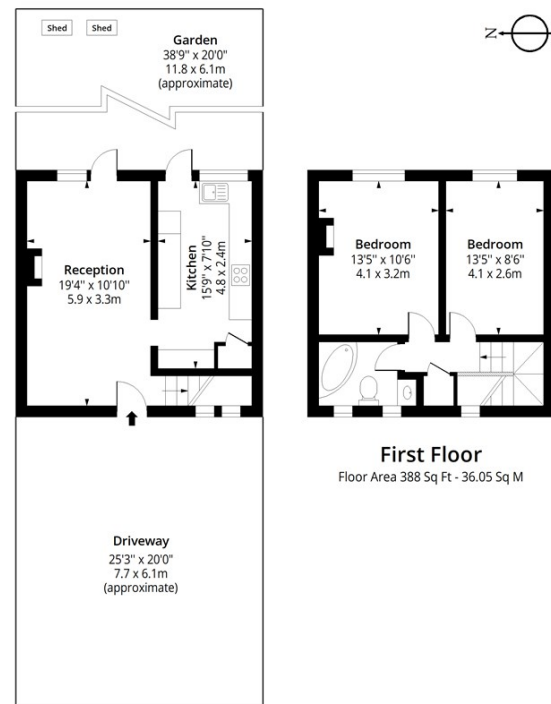 Shed
Shed
Garden
38'9" x 20'0"
11.8 x 6.1m
(approximate)
N
Reception
19'4" x 10'10"
5.9 x 3.3m
Kitchen
15'9" x 7'10"
4.8 x 2.4m
Bedroom
13'5" x 10'6"
4.1 x 3.2m
Bedroom
13'5" x 8'6"
4.1 x 2.6m
First Floor
Floor Area 388 Sq Ft - 36.05 Sq M
Driveway
25'3" x 20'0"
7.7 x 6.1m
(approximate)